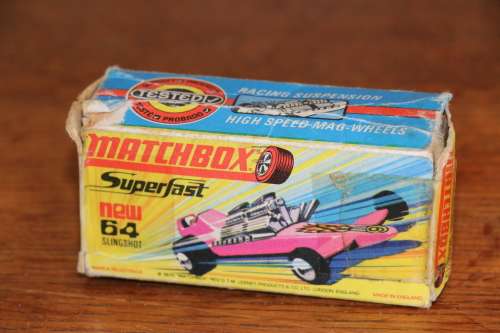 TESTED!
RACING SUSPENSION
HIGH SPEED MAG-WHEELS
MATCHBOX
Superfast
new
64
SLINGSHOT
MADE IN ENGLAND
MATCHBOX